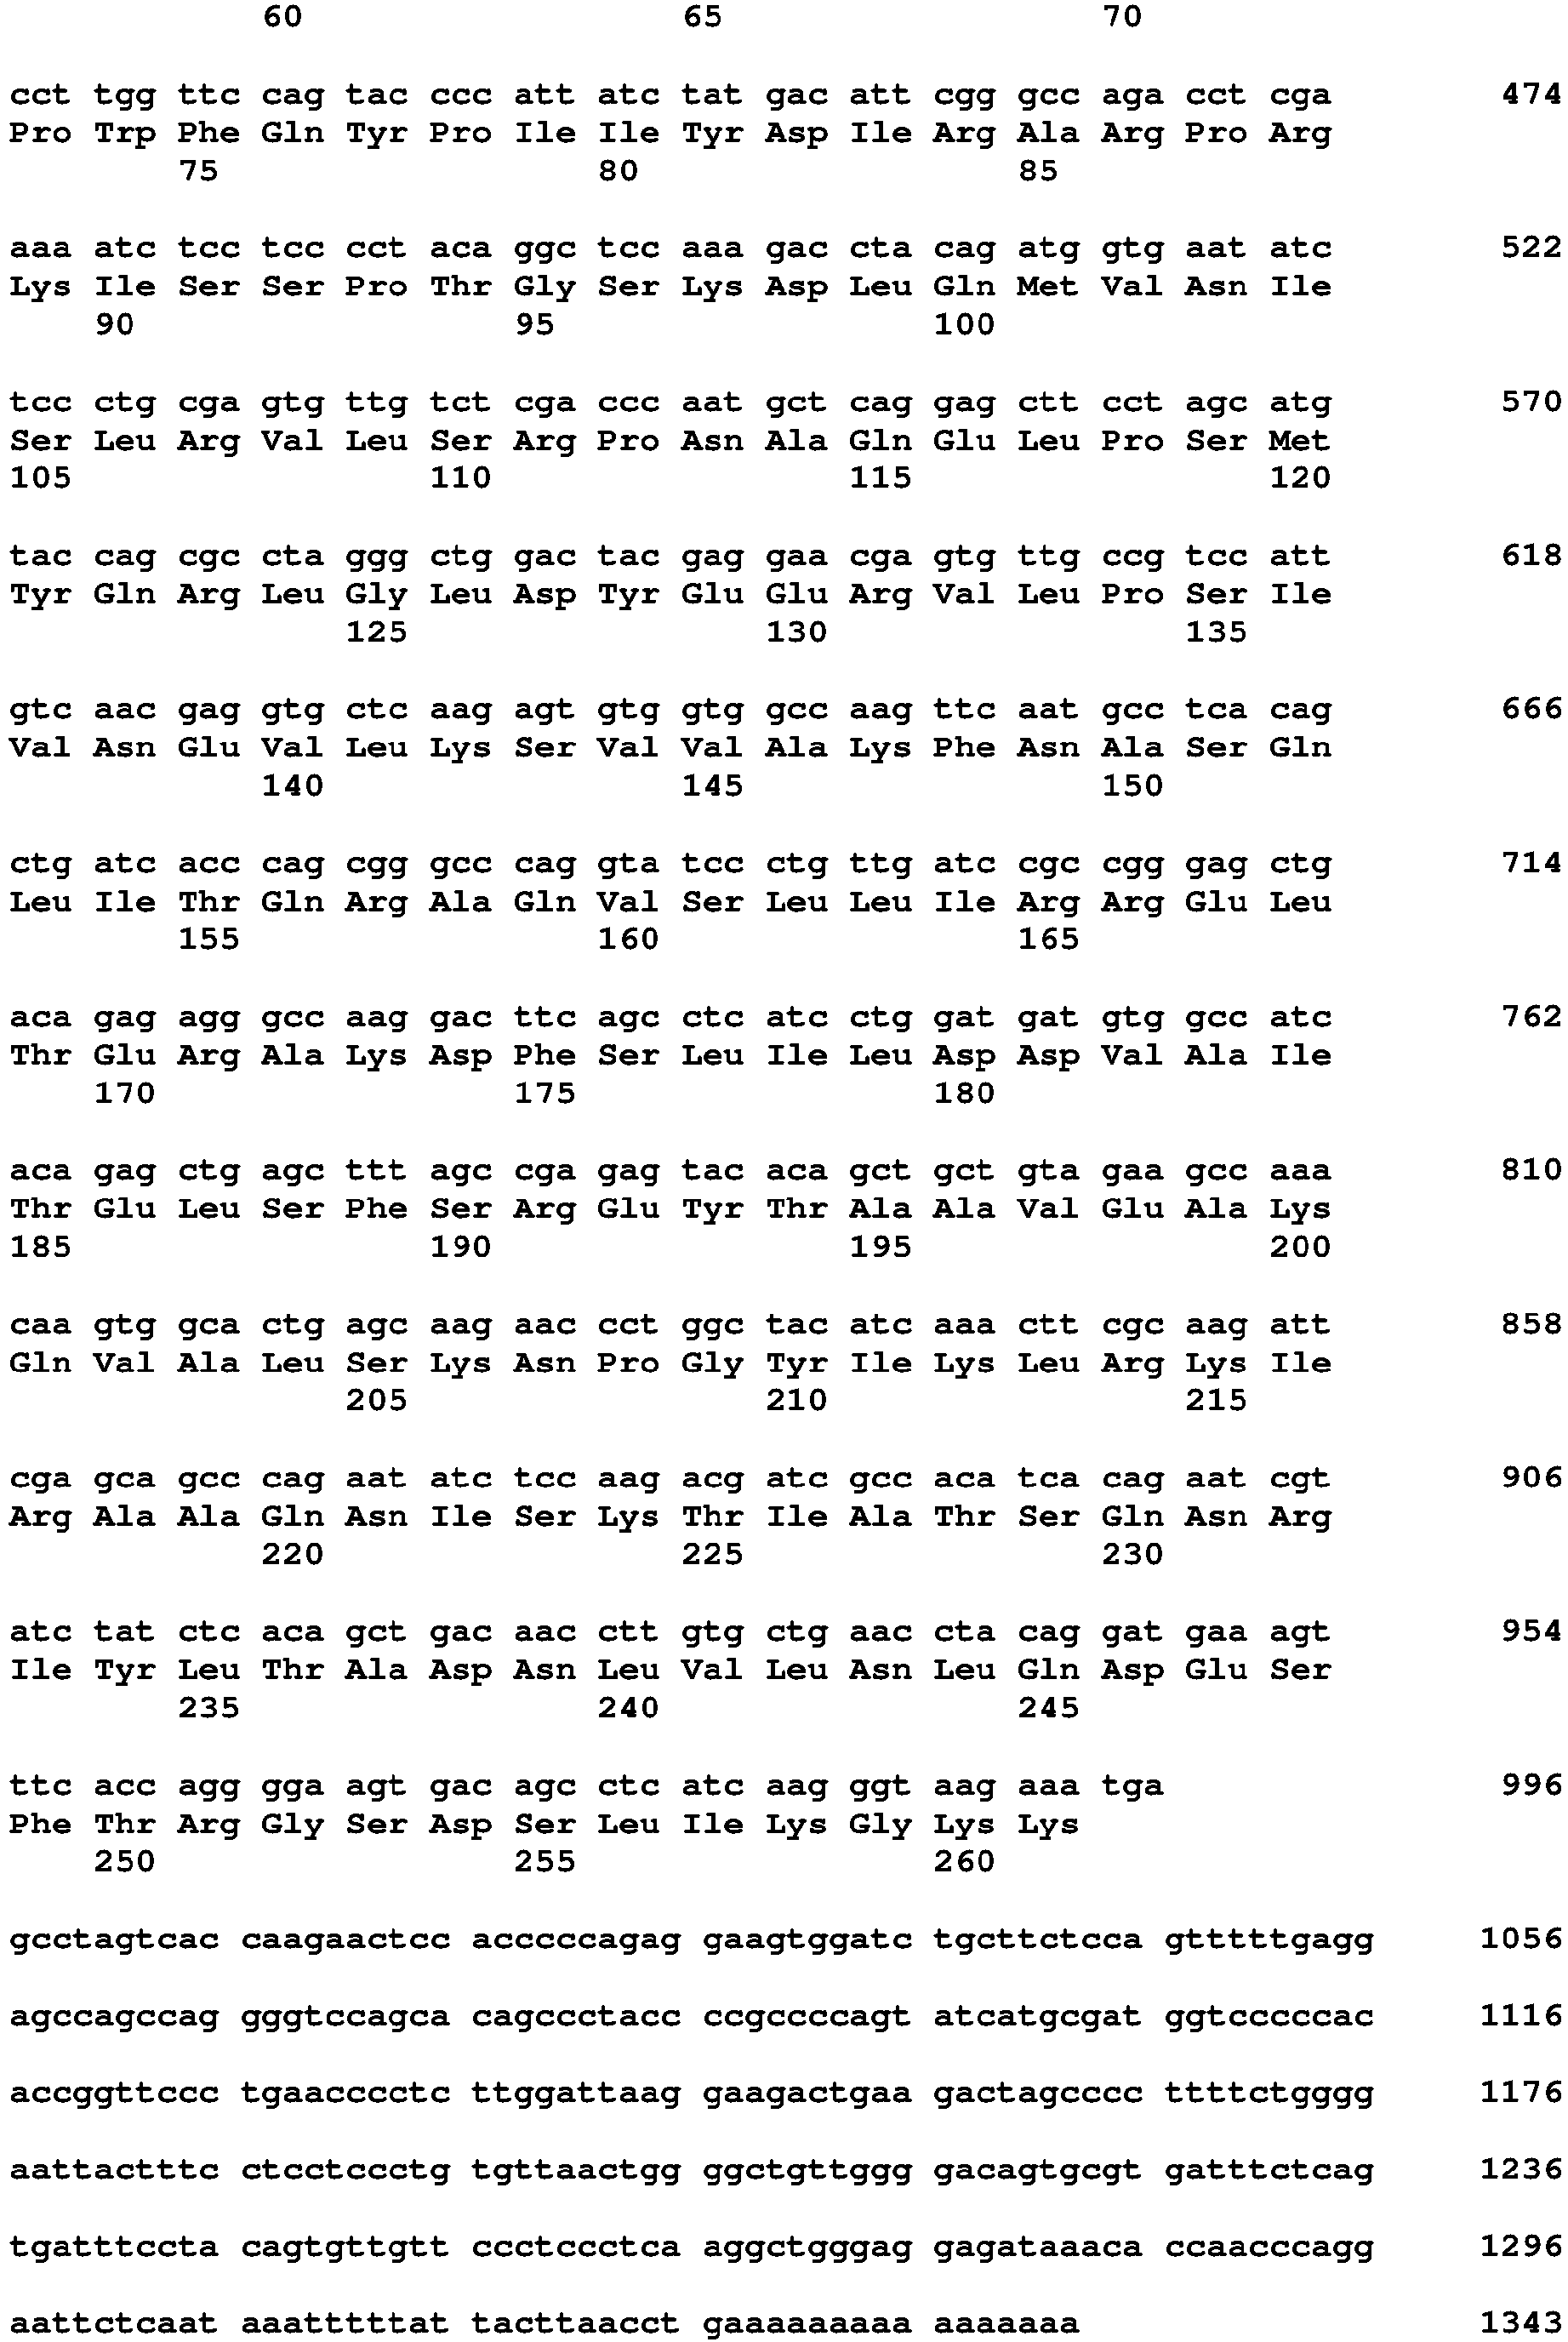 60 65 70
cct tgg ttc cag tac ccc att atc tat gac att cgg gcc aga cct cga 474
Pro Trp Phe Gln Tyr Pro Ile Ile Tyr Asp Ile Arg Ala Arg Pro Arg
75 80 85
aaa atc tcc tcc cct aca ggc tcc aaa gac cta cag atg gtg aat atc 522
Lys Ile Ser Ser Pro Thr Gly Ser Lys Asp Leu Gln Met Val Asn Ile
90 95 100
tcc ctg cga gtg ttg tct cga ccc aat gct cag gag ctt cct agc atg 570
Ser Leu Arg Val Leu Ser Arg Pro Asn Ala Gln Glu Leu Pro Ser Met
105 110 115 120
tac cag cgc cta ggg ctg gac tac gag gaa cga gtg ttg ccg tcc att 618
Tyr Gln Arg Leu Gly Leu Asp Tyr Glu Glu Arg Val Leu Pro Ser Ile
125 130 135
gtc aac gag gtg ctc aag agt gtg gtg gcc aag ttc aat gcc tca cag 666
Val Asn Glu Val Leu Lys Ser Val Val Ala Lys Phe Asn Ala Ser Gln
140 145 150
ctg atc acc cag cgg gcc cag gta tcc ctg ttg atc cgc cgg gag ctg 714
Leu Ile Thr Gln Arg Ala Gln Val Ser Leu Leu Ile Arg Arg Glu Leu
155 160 165
aca gag agg gcc aag gac ttc agc ctc atc ctg gat gat gtg gcc atc 762
Thr Glu Arg Ala Lys Asp Phe Ser Leu Ile Leu Asp Asp Val Ala Ile
170 175 180
aca gag ctg agc ttt agc cga gag tac aca gct gct gta gaa gcc aaa 810
Thr Glu Leu Ser Phe Ser Arg Glu Tyr Thr Ala Ala Val Glu Ala Lys
185 190 195 200
caa gtg gca ctg agc aag aac cct ggc tac atc aaa ctt cgc aag att 858
Gln Val Ala Leu Ser Lys Asn Pro Gly Tyr Ile Lys Leu Arg Lys Ile
205 210 215
cga gca gcc cag aat atc tcc aag acg atc gcc aca tca cag aat cgt 906
Arg Ala Ala Gln Asn Ile Ser Lys Thr Ile Ala Thr Ser Gln Asn Arg
220 225 230
atc tat ctc aca gct gac aac ctt gtg ctg aac cta cag gat gaa agt 954
Ile Tyr Leu Thr Ala Asp Asn Leu Val Leu Asn Leu Gln Asp Glu Ser
235 240 245
ttc acc agg gga agt gac agc ctc atc aag ggt aag aaa tga 996
Phe Thr Arg Gly Ser Asp Ser Leu Ile Lys Gly Lys Lys
250 255 260
gcctagtcac caagaactcc acccccagag gaagtggatc tgcttctcca gtttttgagg 1056
agccagccag gggtccagca cagccctacc ccgccccagt atcatgcgat ggtcccccac 1116
accggttccc tgaacccctc ttggattaag gaagactgaa gactagcccc ttttctgggg 1176
aattactttc ctcctccctg tgttaactgg ggctgttggg gacagtgcgt gatttctcag 1236
tgatttccta cagtgttgtt ccctccctca aggctgggag gagataaaca ccaacccagg 1296
aattctcaat aaatttttat tacttaacct gaaaaaaaaa aaaaaaa 1343